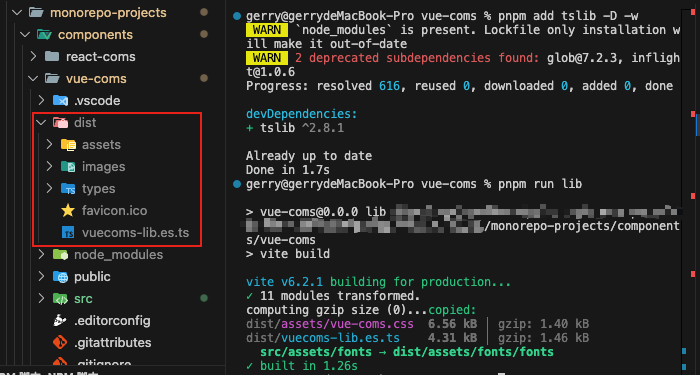 monorepo-projects
components
react-coms
vue-coms
.vscode
dist
assets
images
types
favicon.ico
vuecoms-lib.es.ts
node_modules
public
src
.editorconfig
.gitattributes
.gitignore
gerry@gerrydeMacBook-Pro vue-coms % pnpm add tslib -D -w
WARN `node_modules` is present. Lockfile only installation w
ill make it out-of-date
WARN 2 deprecated subdependencies found: glob@7.2.3, infligh
t@1.0.6
Progress: resolved 616, reused 0, downloaded 0, added 0, done
devDependencies:
+ tslib ^2.8.1
Already up to date
Done in 1.7s
gerry@gerrydeMacBook-Pro vue-coms % pnpm run lib
> vue-coms@0.0.0 lib
/monorepo-projects/component
s/vue-coms
> vite build
vite v6.2.1 building for production...
✓ 11 modules transformed.
computing gzip size (0)...copied:
dist/assets/vue-coms.css 6.56 kB │ gzip: 1.40 kB
dist/vuecoms-lib.es.ts 4.31 kB │ gzip: 1.46 kB
src/assets/fonts → dist/assets/fonts/fonts
✓ built in 1.26s